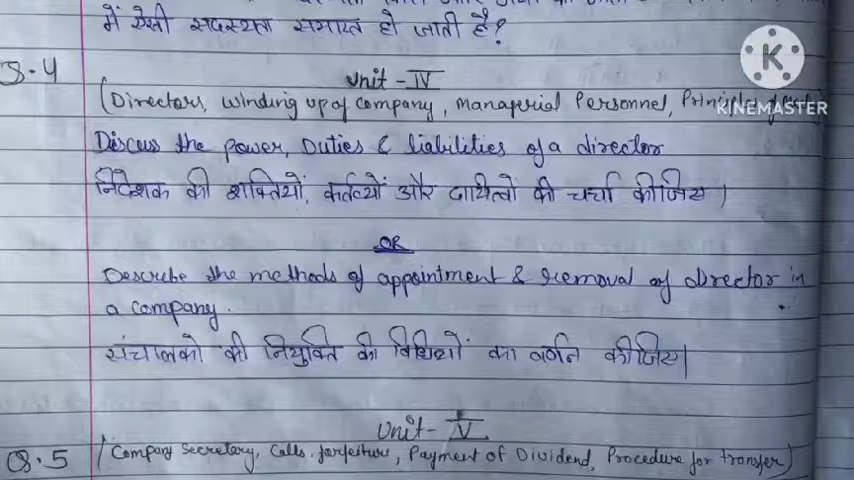 में ऐसी सदस्यता समाप्त हो जाती है?
Q.4
Unit - IV
(Directors, winding up of company, Managerial Personnel,
K
KINEMASTER
Discuss the power, Duties & liabilities of a director
निदेशक की शक्तियों, कर्तव्यों और दायित्वों की चर्चा कीजिए।
OR
Describe the methods of appointment & removal of director in
a company.
संचालको की नियुक्ति की विधियों का वर्णन कीजिए।
Unit - V
Q.5
(Company Secretary, Calls, forfeiture, Payment of Dividend, Procedure for transfer)